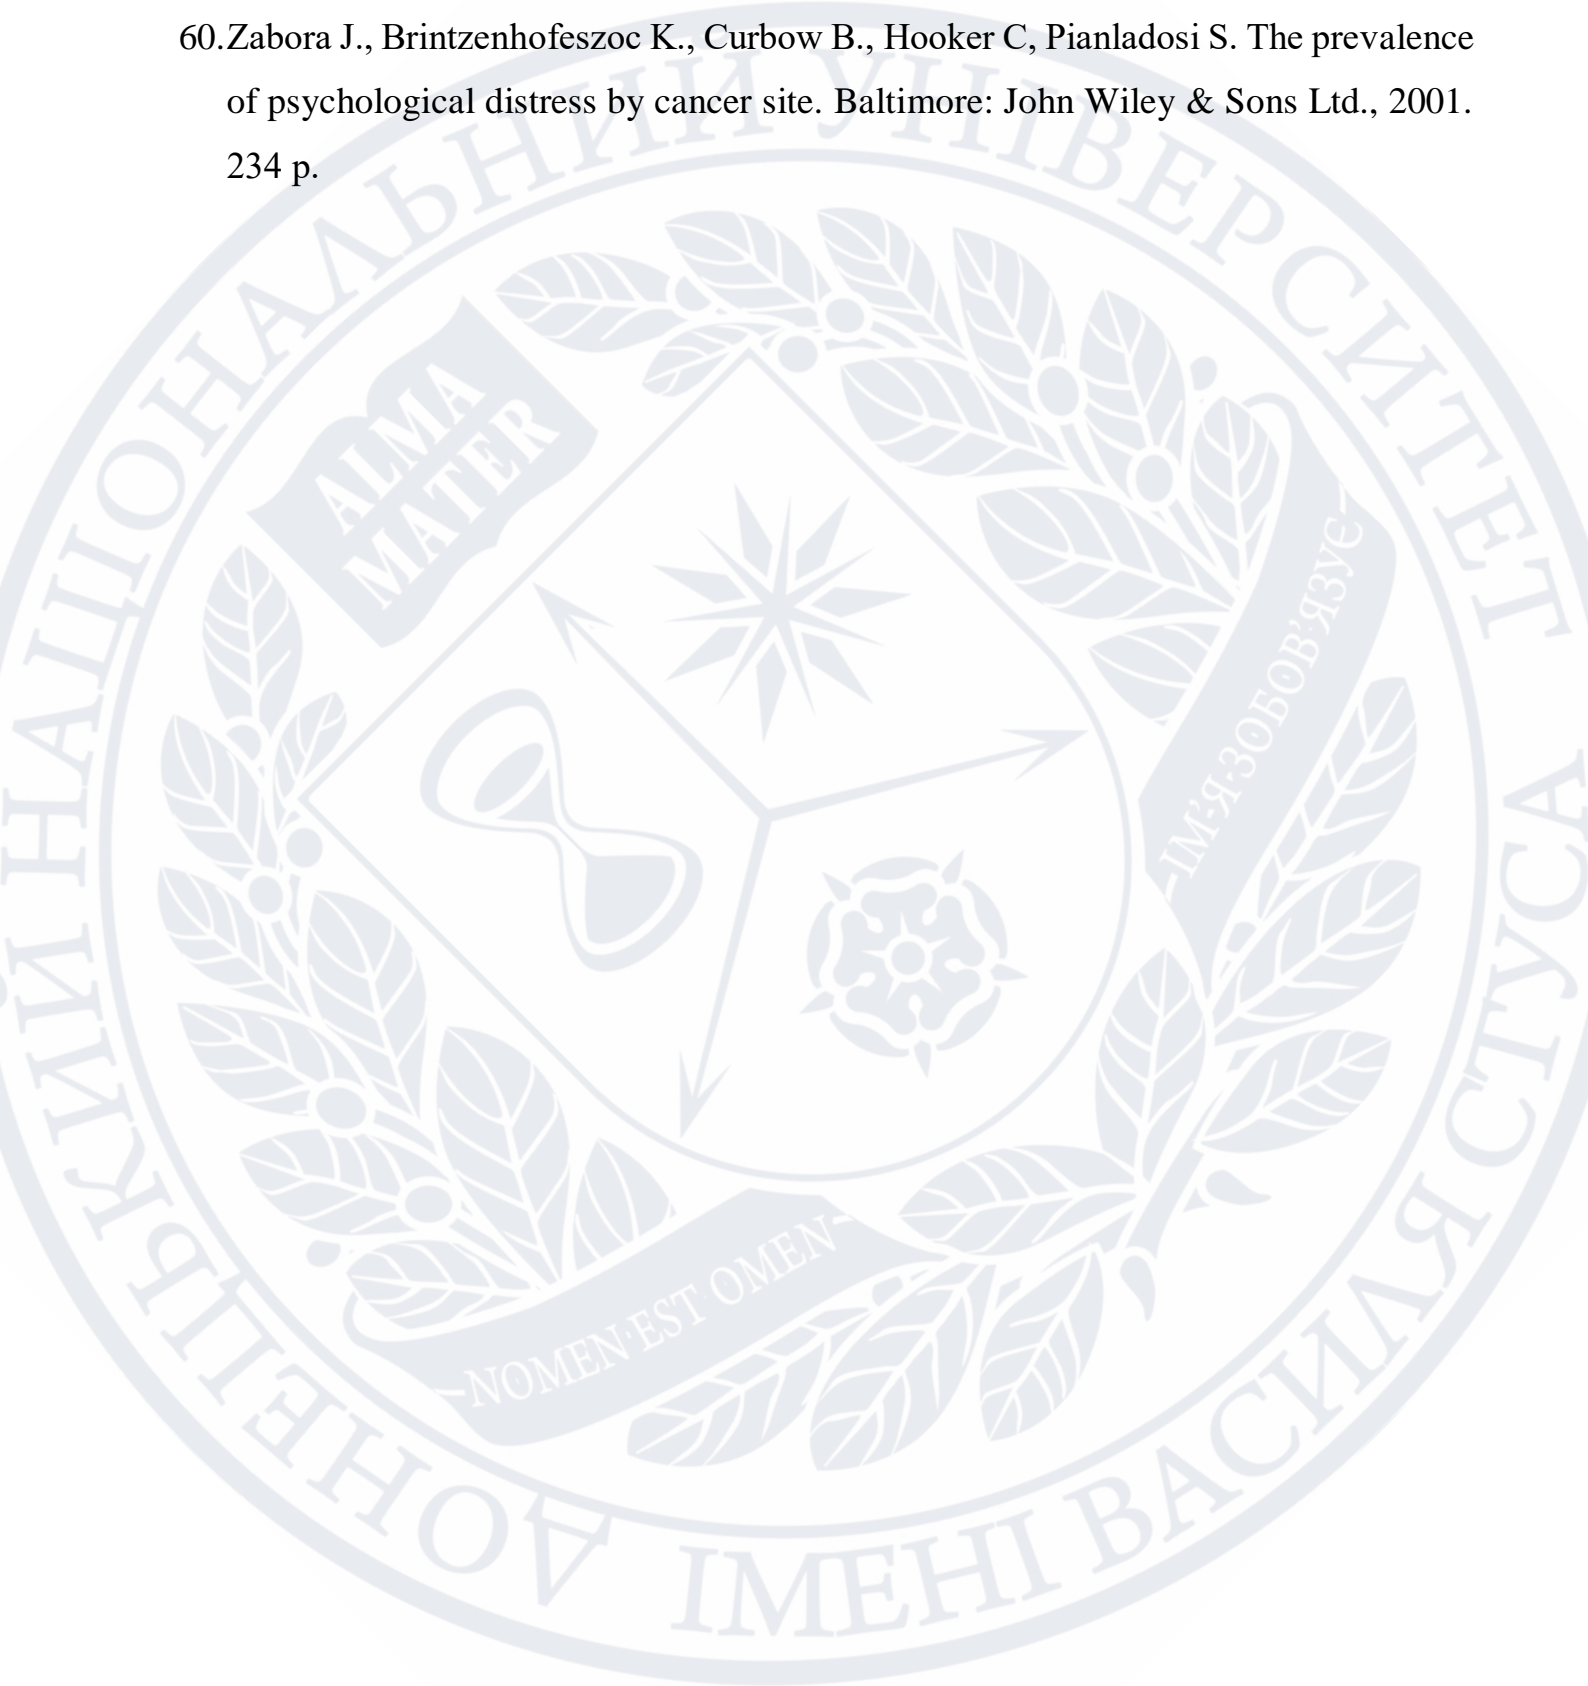 60.Zabora J., Brintzenhofeszoc K., Curbow B., Hooker C, Pianladosi S. The prevalence
of psychological distress by cancer site. Baltimore: John Wiley & Sons Ltd., 2001.
234 p.
ДОНЕЦЬКИЙ НАЦІОНАЛЬНИЙ УНІВЕРСИТЕТ
ІМЕНІ ВАСИЛЯ СТУСА
ALMA
MATER
ІМ'Я ЗОБОВ'ЯЗУЄ
NOMEN·EST·OMEN